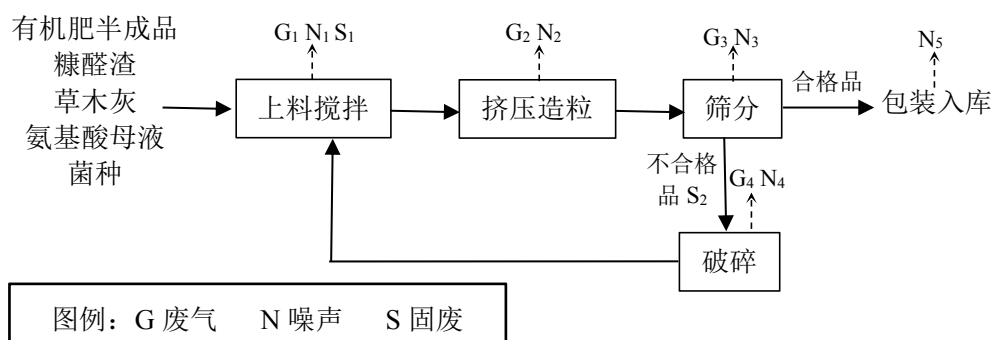 有机肥半成品
糠醛渣
草木灰
氨基酸母液
菌种
G₁ N₁ S₁
上料搅拌
G₂ N₂
挤压造粒
G₃ N₃
筛分
合格品
N₅
包装入库
不合格
品 S₂
G₄ N₄
破碎
图例：G 废气 N 噪声 S 固废